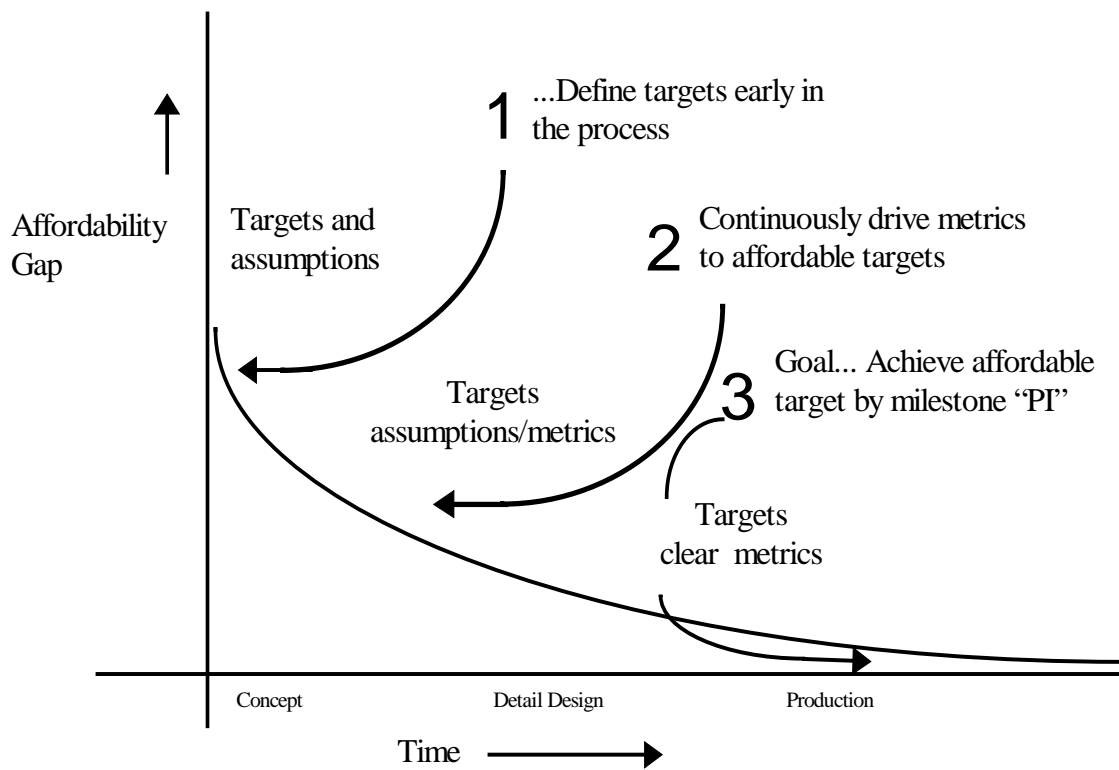 1 ...Define targets early in
the process
Affordability
Gap
Targets and
assumptions
2 Continuously drive metrics
to affordable targets
3 Goal... Achieve affordable
target by milestone “PI”
Targets
assumptions/metrics
Targets
clear metrics
Concept
Detail Design
Production
Time